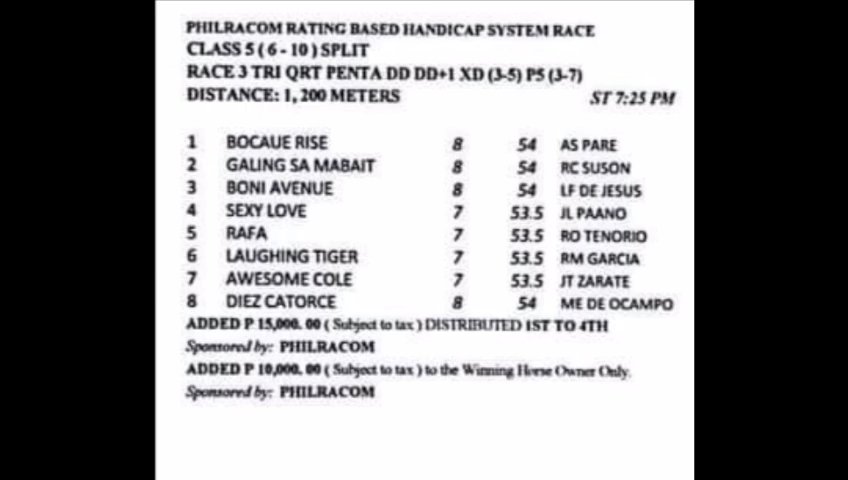 PHILRACOM RATING BASED HANDICAP SYSTEM RACE
CLASS 5 ( 6 - 10 ) SPLIT
RACE 3 TRI QRT PENTA DD DD+1 XD (3-5) P5 (3-7)
DISTANCE: 1, 200 METERS ST 7:25 PM
1 BOCAUE RISE 8 54 AS PARE
2 GALING SA MABAIT 8 54 RC SUSON
3 BONI AVENUE 8 54 LF DE JESUS
4 SEXY LOVE 7 53.5 JL PAANO
5 RAFA 7 53.5 RO TENORIO
6 LAUGHING TIGER 7 53.5 RM GARCIA
7 AWESOME COLE 7 53.5 JT ZARATE
8 DIEZ CATORCE 8 54 ME DE OCAMPO
ADDED P 15,000. 00 ( Subject to tax ) DISTRIBUTED 1ST TO 4TH
Sponsored by: PHILRACOM
ADDED P 10,000. 00 ( Subject to tax ) to the Winning Horse Owner Only.
Sponsored by: PHILRACOM